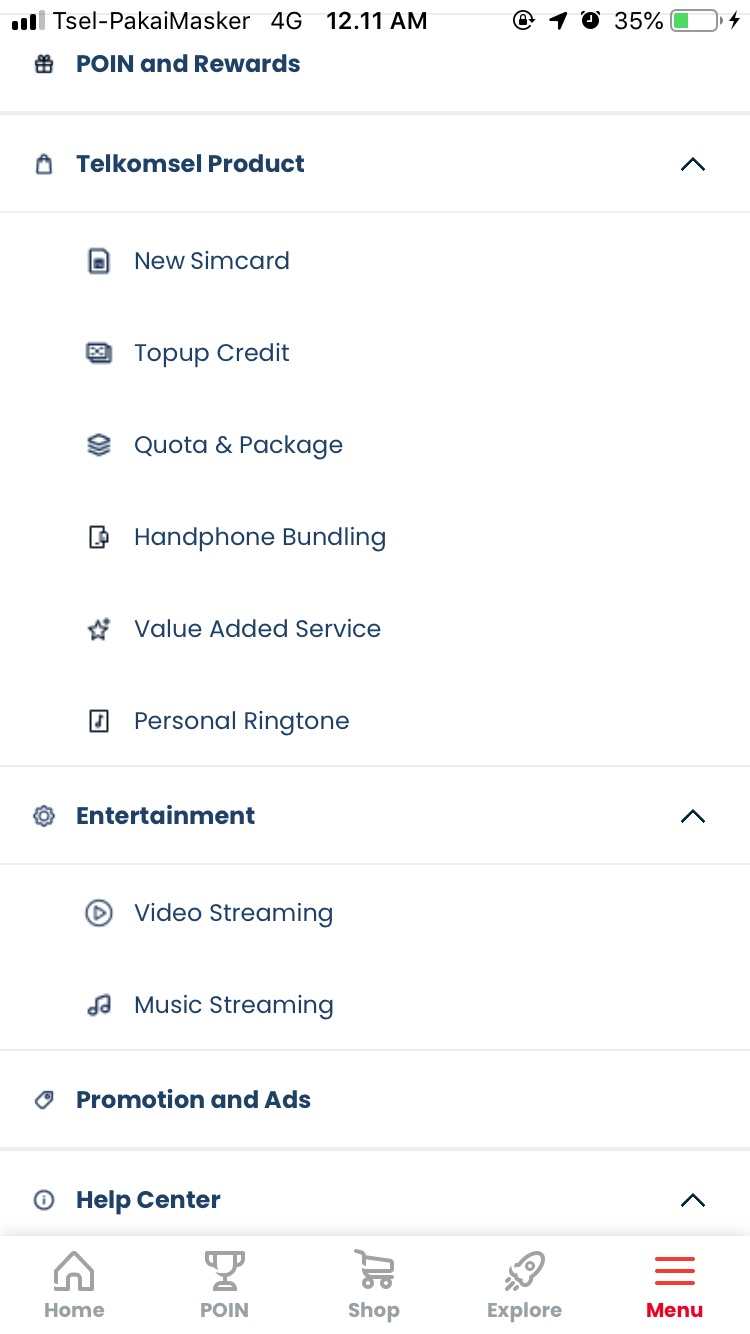 Tsel-PakaiMasker 4G 12.11 AM 35%
POIN and Rewards
Telkomsel Product
New Simcard
Topup Credit
Quota & Package
Handphone Bundling
Value Added Service
Personal Ringtone
Entertainment
Video Streaming
Music Streaming
Promotion and Ads
Help Center
Home POIN Shop Explore Menu